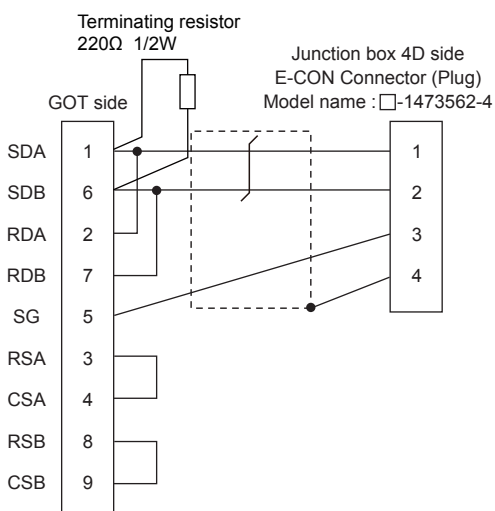 Terminating resistor
220Ω 1/2W
Junction box 4D side
E-CON Connector (Plug)
Model name : □-1473562-4
GOT side
SDA 1 1
SDB 6 2
RDA 2 3
RDB 7 4
SG 5
RSA 3
CSA 4
RSB 8
CSB 9